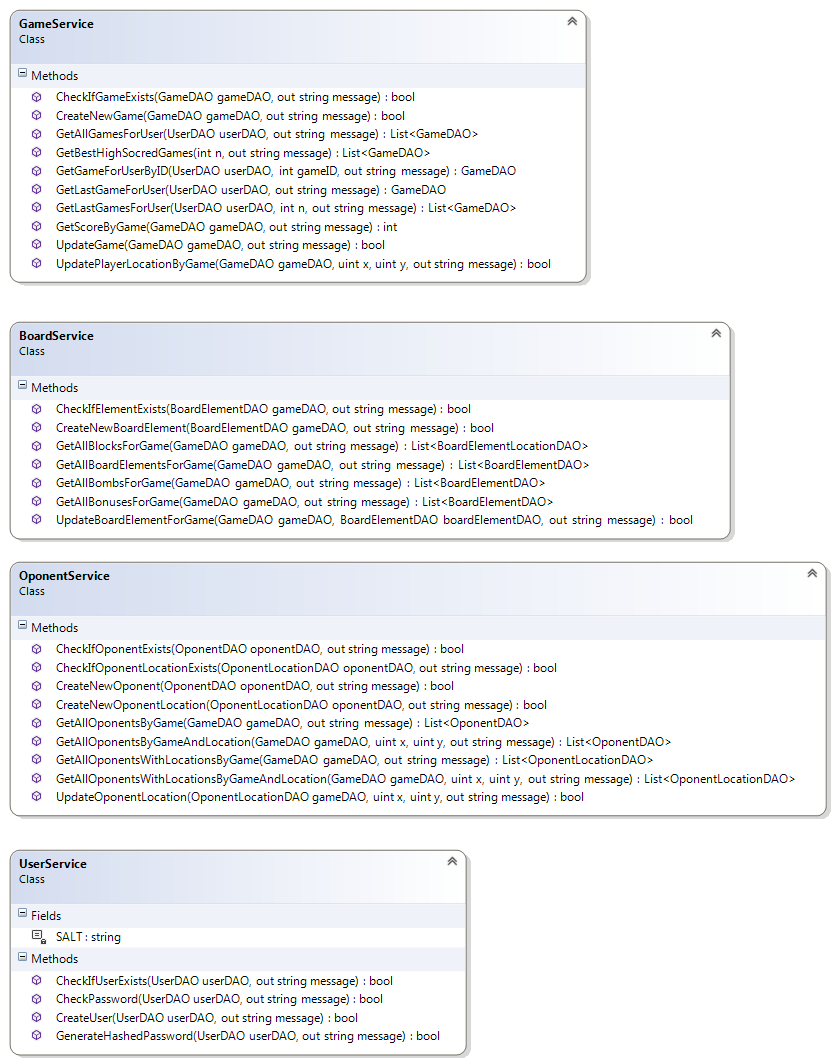 GameService
Class
Methods
CheckIfGameExists(GameDAO gameDAO, out string message) : bool
CreateNewGame(GameDAO gameDAO, out string message) : bool
GetAllGamesForUser(UserDAO userDAO, out string message) : List<GameDAO>
GetBestHighSocredGames(int n, out string message) : List<GameDAO>
GetGameForUserByID(UserDAO userDAO, int gameID, out string message) : GameDAO
GetLastGameForUser(UserDAO userDAO, out string message) : GameDAO
GetLastGamesForUser(UserDAO userDAO, int n, out string message) : List<GameDAO>
GetScoreByGame(GameDAO gameDAO, out string message) : int
UpdateGame(GameDAO gameDAO, out string message) : bool
UpdatePlayerLocationByGame(GameDAO gameDAO, uint x, uint y, out string message) : bool
BoardService
Class
Methods
CheckIfElementExists(BoardElementDAO gameDAO, out string message) : bool
CreateNewBoardElement(BoardElementDAO gameDAO, out string message) : bool
GetAllBlocksForGame(GameDAO gameDAO, out string message) : List<BoardElementLocationDAO>
GetAllBoardElementsForGame(GameDAO gameDAO, out string message) : List<BoardElementDAO>
GetAllBombsForGame(GameDAO gameDAO, out string message) : List<BoardElementDAO>
GetAllBonusesForGame(GameDAO gameDAO, out string message) : List<BoardElementDAO>
UpdateBoardElementForGame(GameDAO gameDAO, BoardElementDAO boardElementDAO, out string message) : bool
OponentService
Class
Methods
CheckIfOponentExists(OponentDAO oponentDAO, out string message) : bool
CheckIfOponentLocationExists(OponentLocationDAO oponentDAO, out string message) : bool
CreateNewOponent(OponentDAO oponentDAO, out string message) : bool
CreateNewOponentLocation(OponentLocationDAO oponentDAO, out string message) : bool
GetAllOponentsByGame(GameDAO gameDAO, out string message) : List<OponentDAO>
GetAllOponentsByGameAndLocation(GameDAO gameDAO, uint x, uint y, out string message) : List<OponentDAO>
GetAllOponentsWithLocationsByGame(GameDAO gameDAO, out string message) : List<OponentLocationDAO>
GetAllOponentsWithLocationsByGameAndLocation(GameDAO gameDAO, uint x, uint y, out string message) : List<OponentLocationDAO>
UpdateOponentLocation(OponentLocationDAO gameDAO, uint x, uint y, out string message) : bool
UserService
Class
Fields
SALT : string
Methods
CheckIfUserExists(UserDAO userDAO, out string message) : bool
CheckPassword(UserDAO userDAO, out string message) : bool
CreateUser(UserDAO userDAO, out string message) : bool
GenerateHashedPassword(UserDAO userDAO, out string message) : bool